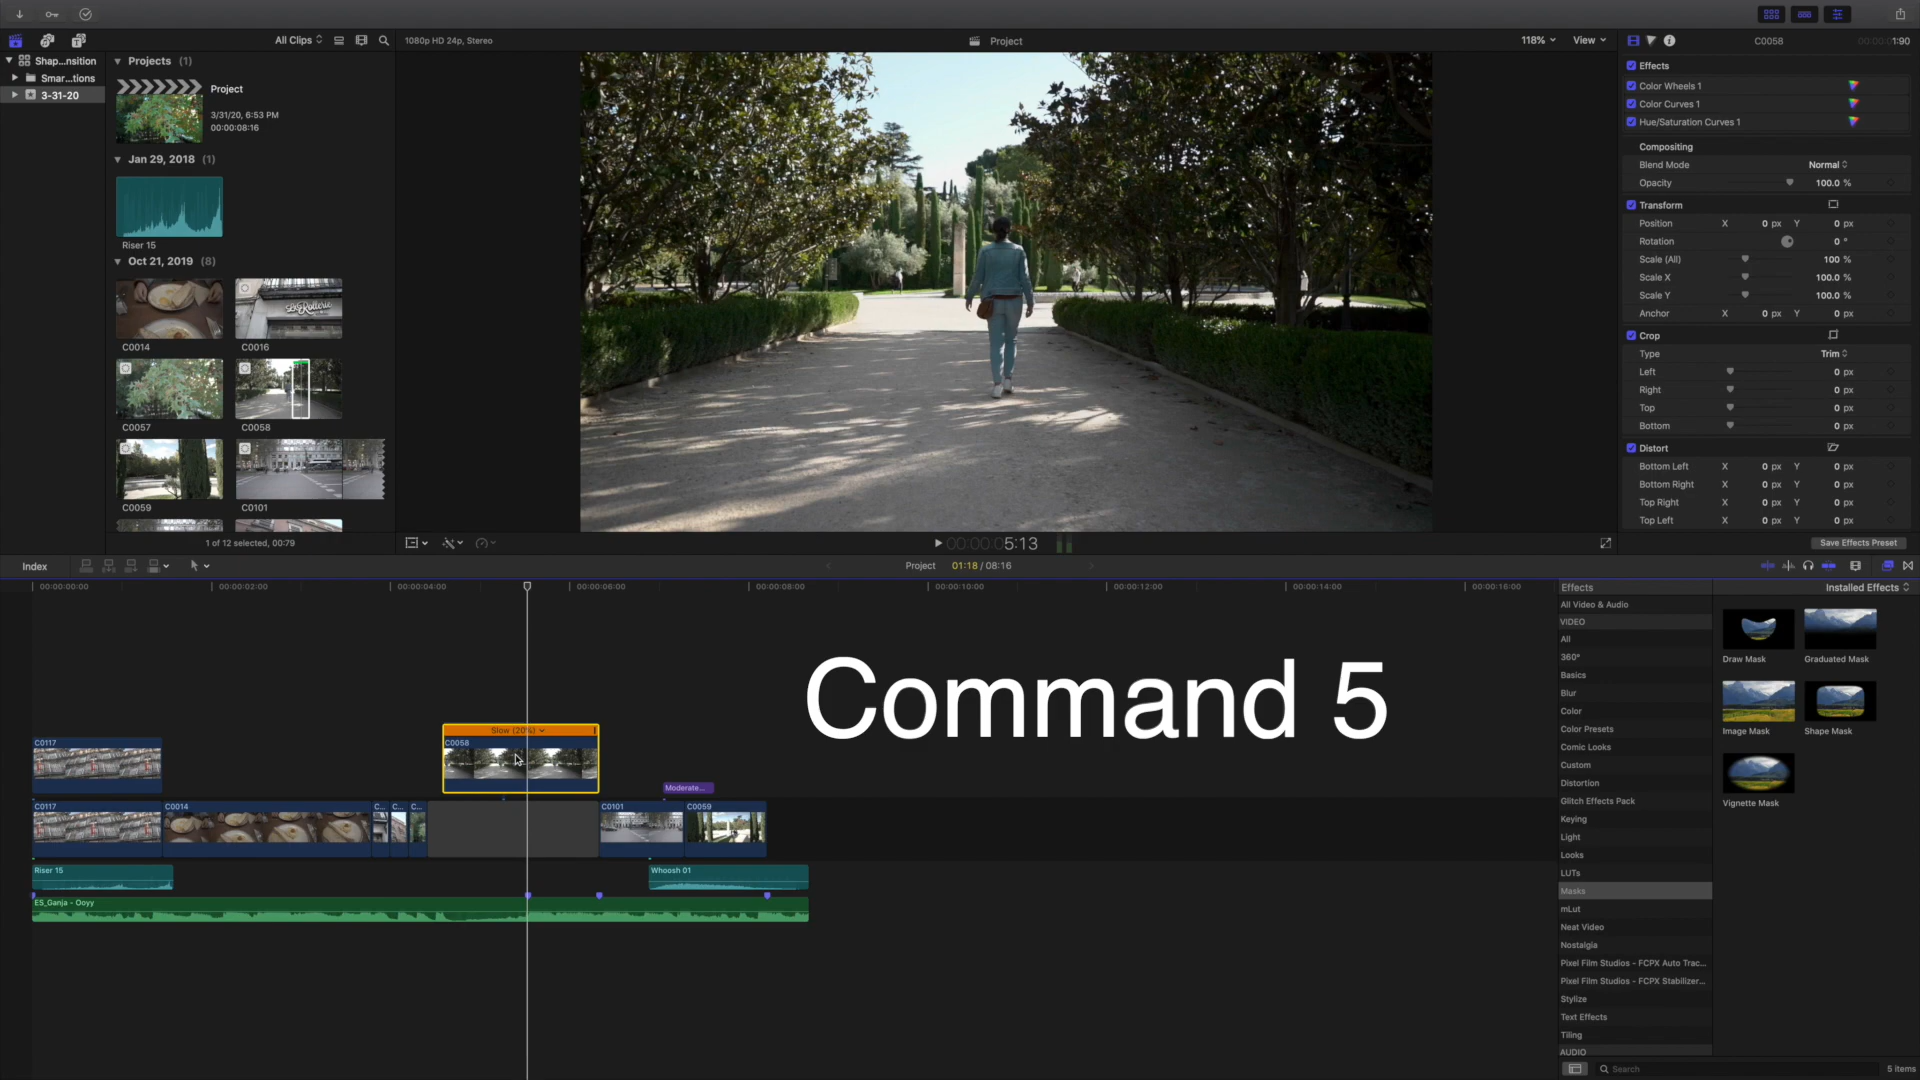 All Clips
1080p HD 24p, Stereo
Project
118%
View
C0058
1:90
Shap...nsition
Smar...tions
3-31-20
Projects (1)
Project
3/31/20, 6:53 PM
00:00:08:16
Jan 29, 2018 (1)
Riser 15
Oct 21, 2019 (8)
C0014
C0016
C0057
C0058
C0059
C0101
1 of 12 selected, 00:79
00:00:00:05:13
Effects
Color Wheels 1
Color Curves 1
Hue/Saturation Curves 1
Compositing
Blend Mode Normal
Opacity 100.0 %
Transform
Position X 0 px Y 0 px
Rotation 0 °
Scale (All) 100 %
Scale X 100.0 %
Scale Y 100.0 %
Anchor X 0 px Y 0 px
Crop
Type Trim
Left 0 px
Right 0 px
Top 0 px
Bottom 0 px
Distort
Bottom Left X 0 px Y 0 px
Bottom Right X 0 px Y 0 px
Top Right X 0 px Y 0 px
Top Left X 0 px Y 0 px
Save Effects Preset
Index
Project 01:18 / 08:16
00:00:00:00 00:00:02:00 00:00:04:00 00:00:06:00 00:00:08:00 00:00:10:00 00:00:12:00 00:00:14:00 00:00:16:00
Command 5
Slow (20%)
C0117
C0058
Moderate...
C0117
C0014
C...
C...
C...
C0101
C0059
Riser 15
Whoosh 01
ES_Ganja - Ooyy
Effects
Installed Effects
All Video & Audio
VIDEO
All
360°
Basics
Blur
Color
Color Presets
Comic Looks
Custom
Distortion
Glitch Effects Pack
Keying
Light
Looks
LUTs
Masks
mLut
Neat Video
Nostalgia
Pixel Film Studios - FCPX Auto Trac...
Pixel Film Studios - FCPX Stabilizer...
Stylize
Text Effects
Tiling
AUDIO
Draw Mask
Graduated Mask
Image Mask
Shape Mask
Vignette Mask
Search
5 items